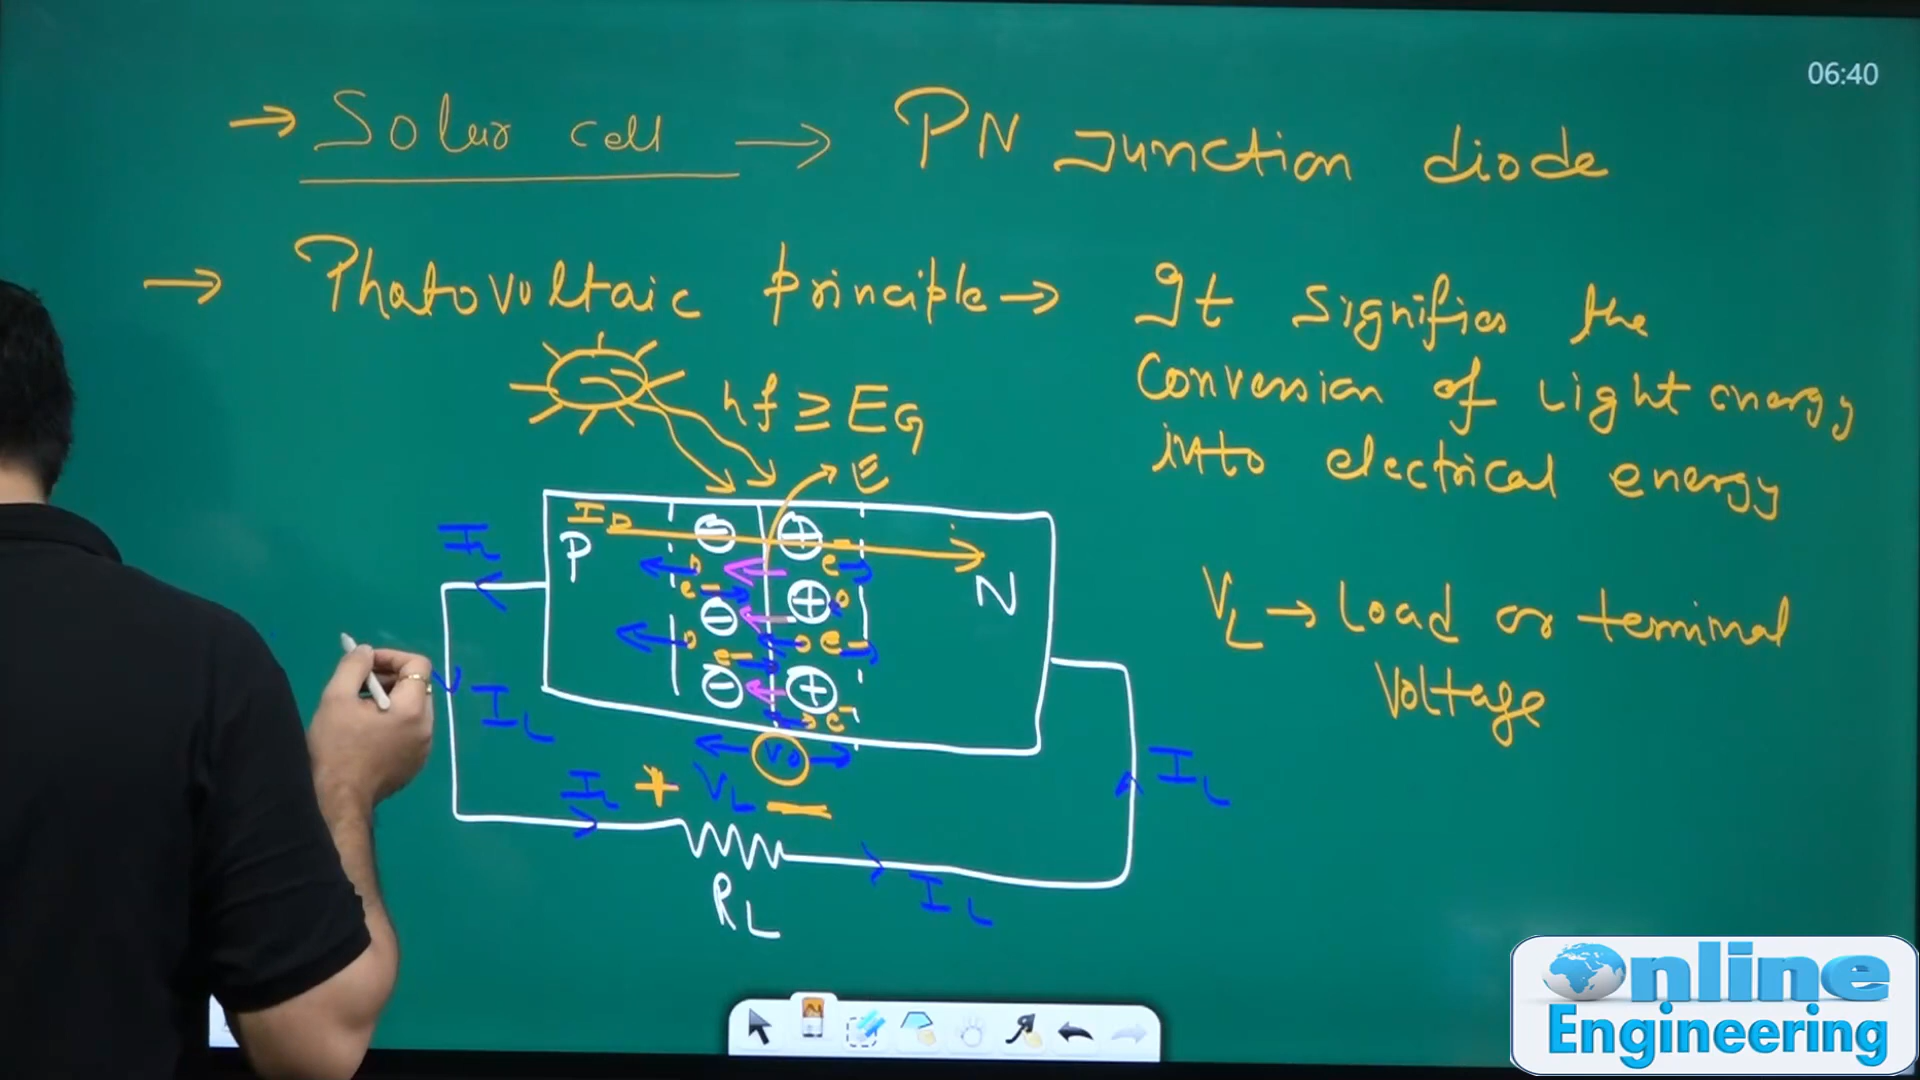 06:40
→ Solar cell → PN Junction diode
→ Photovoltaic principle → It signifies the
conversion of light energy
into electrical energy
hf ≥ EG
E
ID
P
N
⊖ ⊕
e-
e-
⊖ ⊕
e-
e-
⊖ ⊕
e-
V0
IL
IL
IL
+ VL −
RL
IL
IL
VL → Load or terminal
Voltage
Online
Engineering